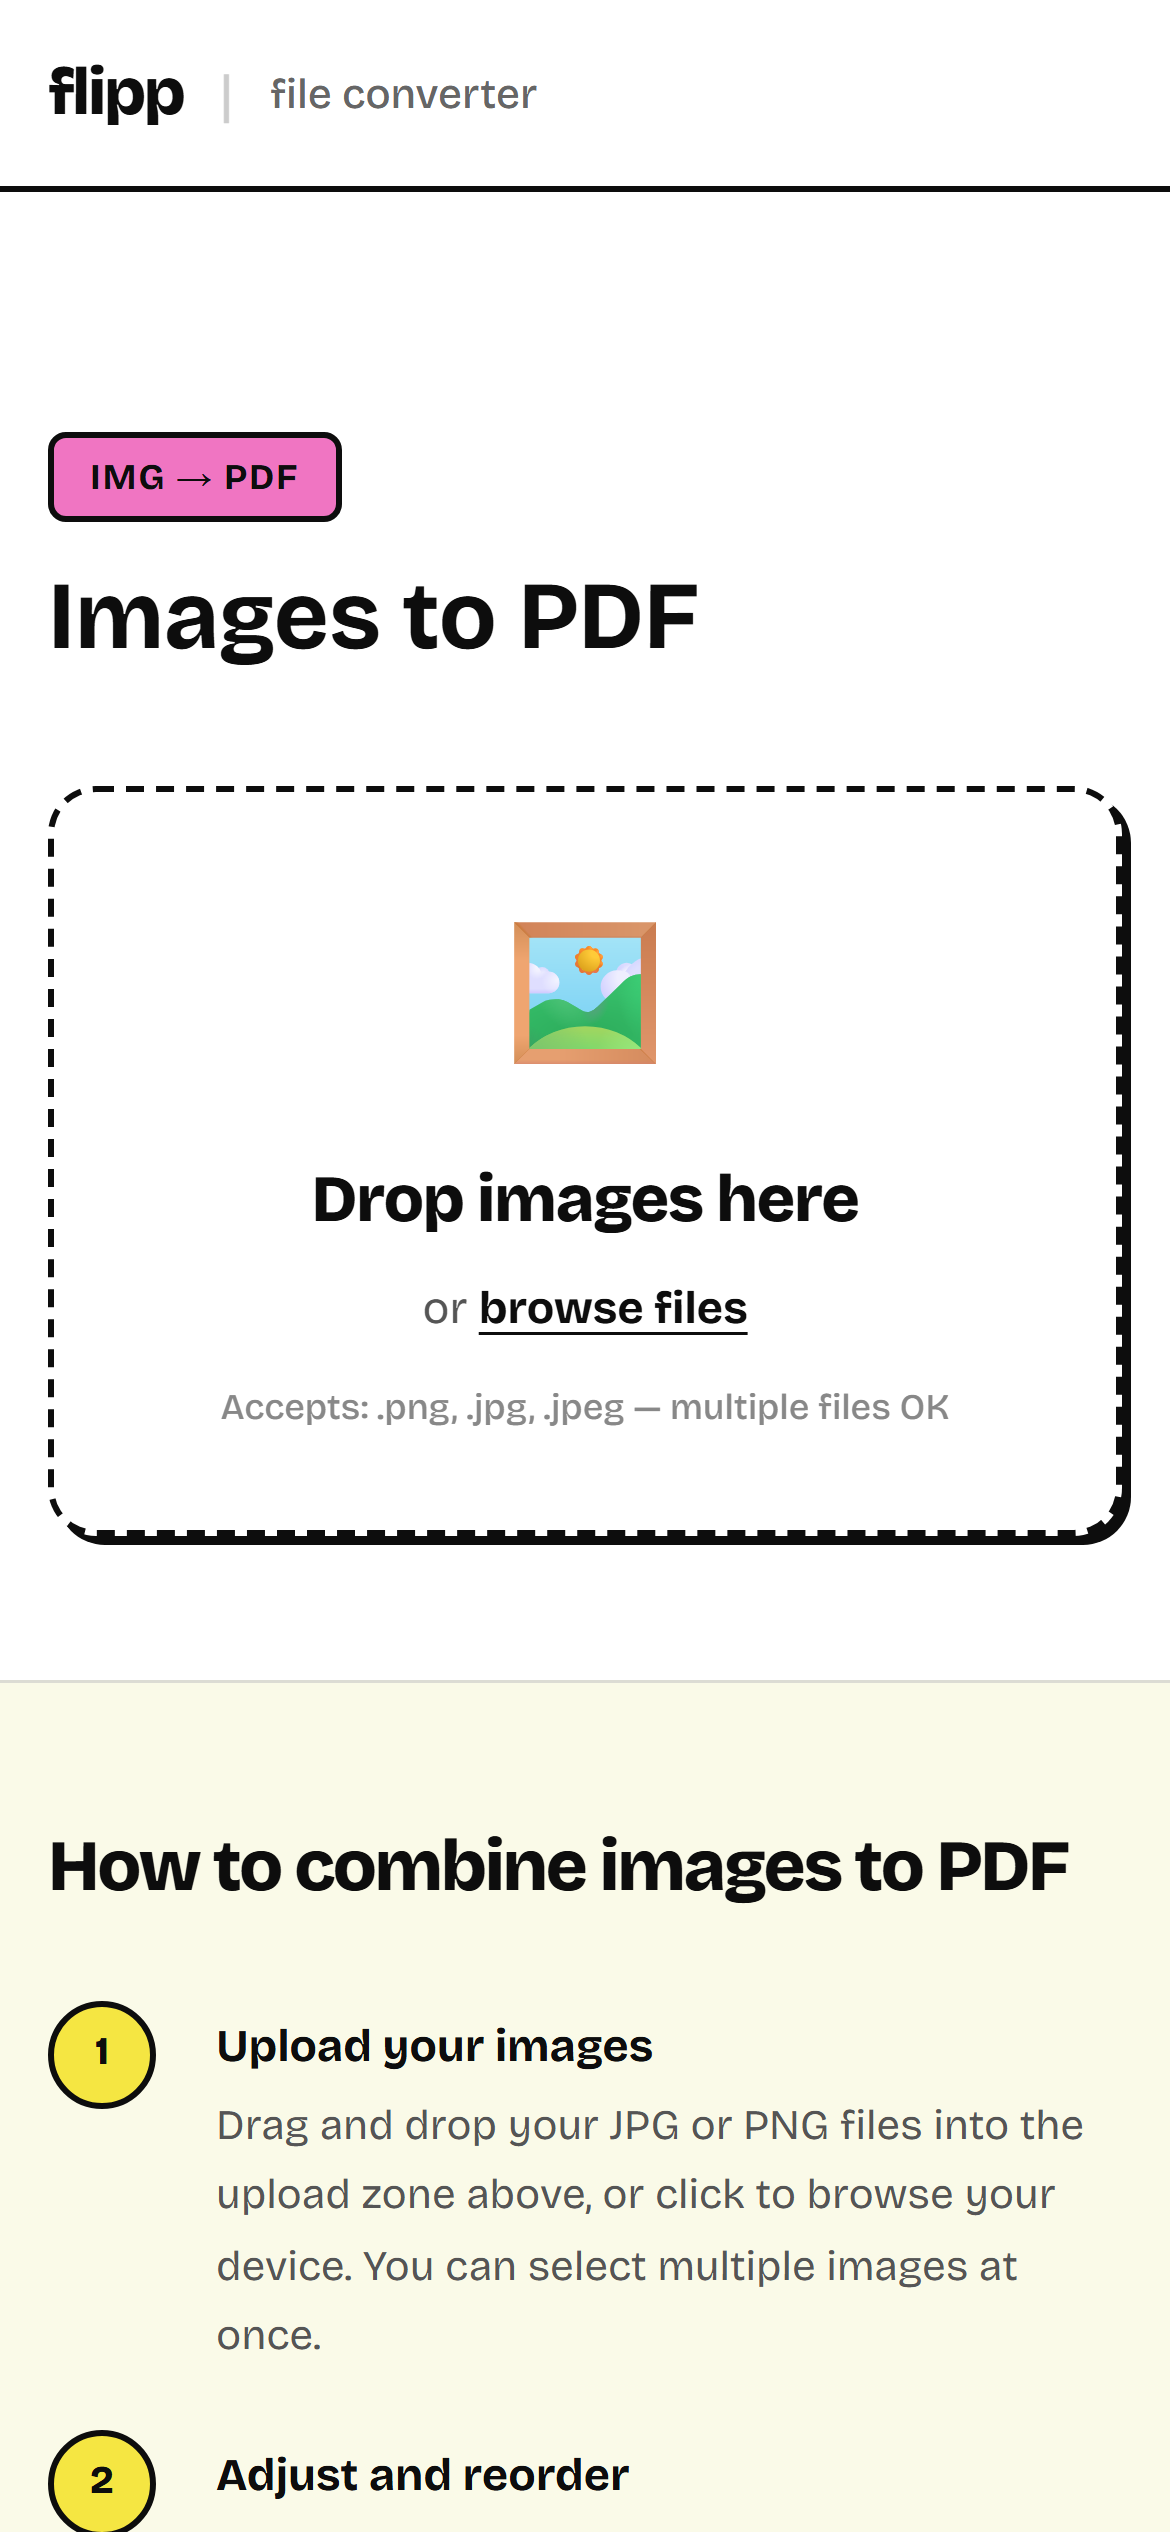 flipp | file converter
IMG → PDF
Images to PDF
Drop images here
or browse files
Accepts: .png, .jpg, .jpeg — multiple files OK
How to combine images to PDF
1
Upload your images
Drag and drop your JPG or PNG files into the
upload zone above, or click to browse your
device. You can select multiple images at
once.
2
Adjust and reorder